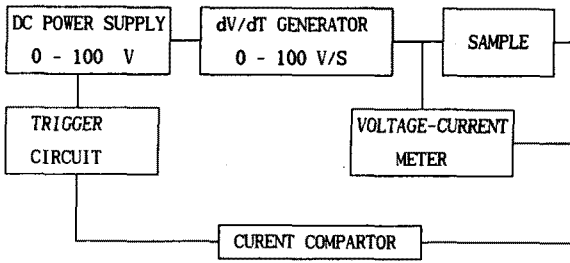 DC POWER SUPPLY
0 - 100 V
dV/dT GENERATOR
0 - 100 V/S
SAMPLE
TRIGGER
CIRCUIT
VOLTAGE-CURRENT
METER
CURENT COMPARTOR